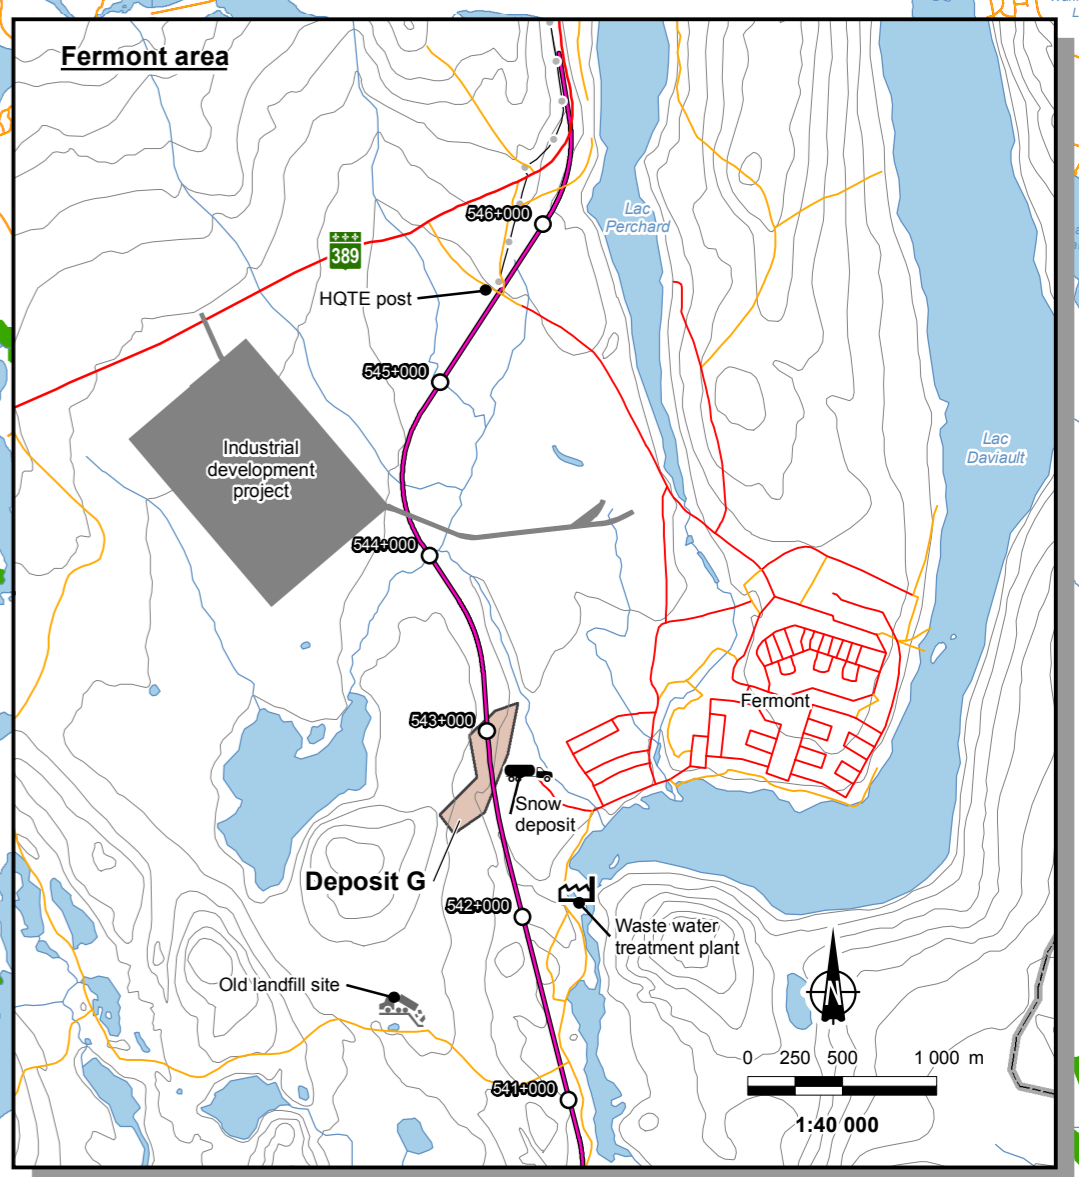 Fermont area
Lac
Perchard
546+000
389
HQTE post
545+000
Industrial
development
project
Lac
Daviault
544+000
Fermont
543+000
Snow
deposit
Deposit G
542+000
Waste water
treatment plant
Old landfill site
N
0 250 500 1 000 m
541+000
1:40 000